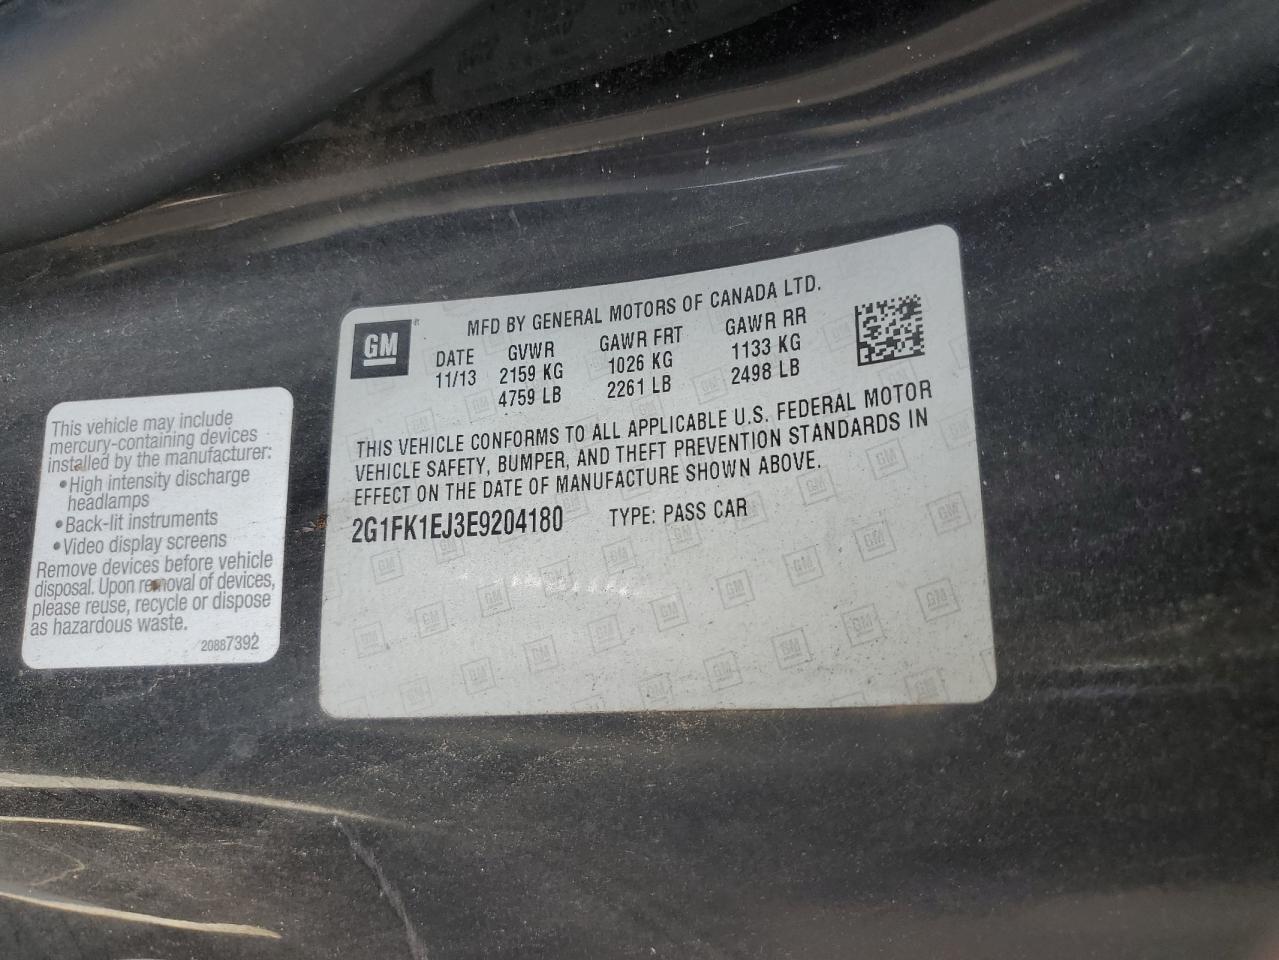 This vehicle may include
mercury-containing devices
installed by the manufacturer:
•High intensity discharge
headlamps
•Back-lit instruments
•Video display screens
Remove devices before vehicle
disposal. Upon removal of devices,
please reuse, recycle or dispose
as hazardous waste.
20887392
GM
MFD BY GENERAL MOTORS OF CANADA LTD.
DATE GVWR GAWR FRT GAWR RR
11/13 2159 KG 1026 KG 1133 KG
4759 LB 2261 LB 2498 LB
THIS VEHICLE CONFORMS TO ALL APPLICABLE U.S. FEDERAL MOTOR
VEHICLE SAFETY, BUMPER, AND THEFT PREVENTION STANDARDS IN
EFFECT ON THE DATE OF MANUFACTURE SHOWN ABOVE.
2G1FK1EJ3E9204180 TYPE: PASS CAR